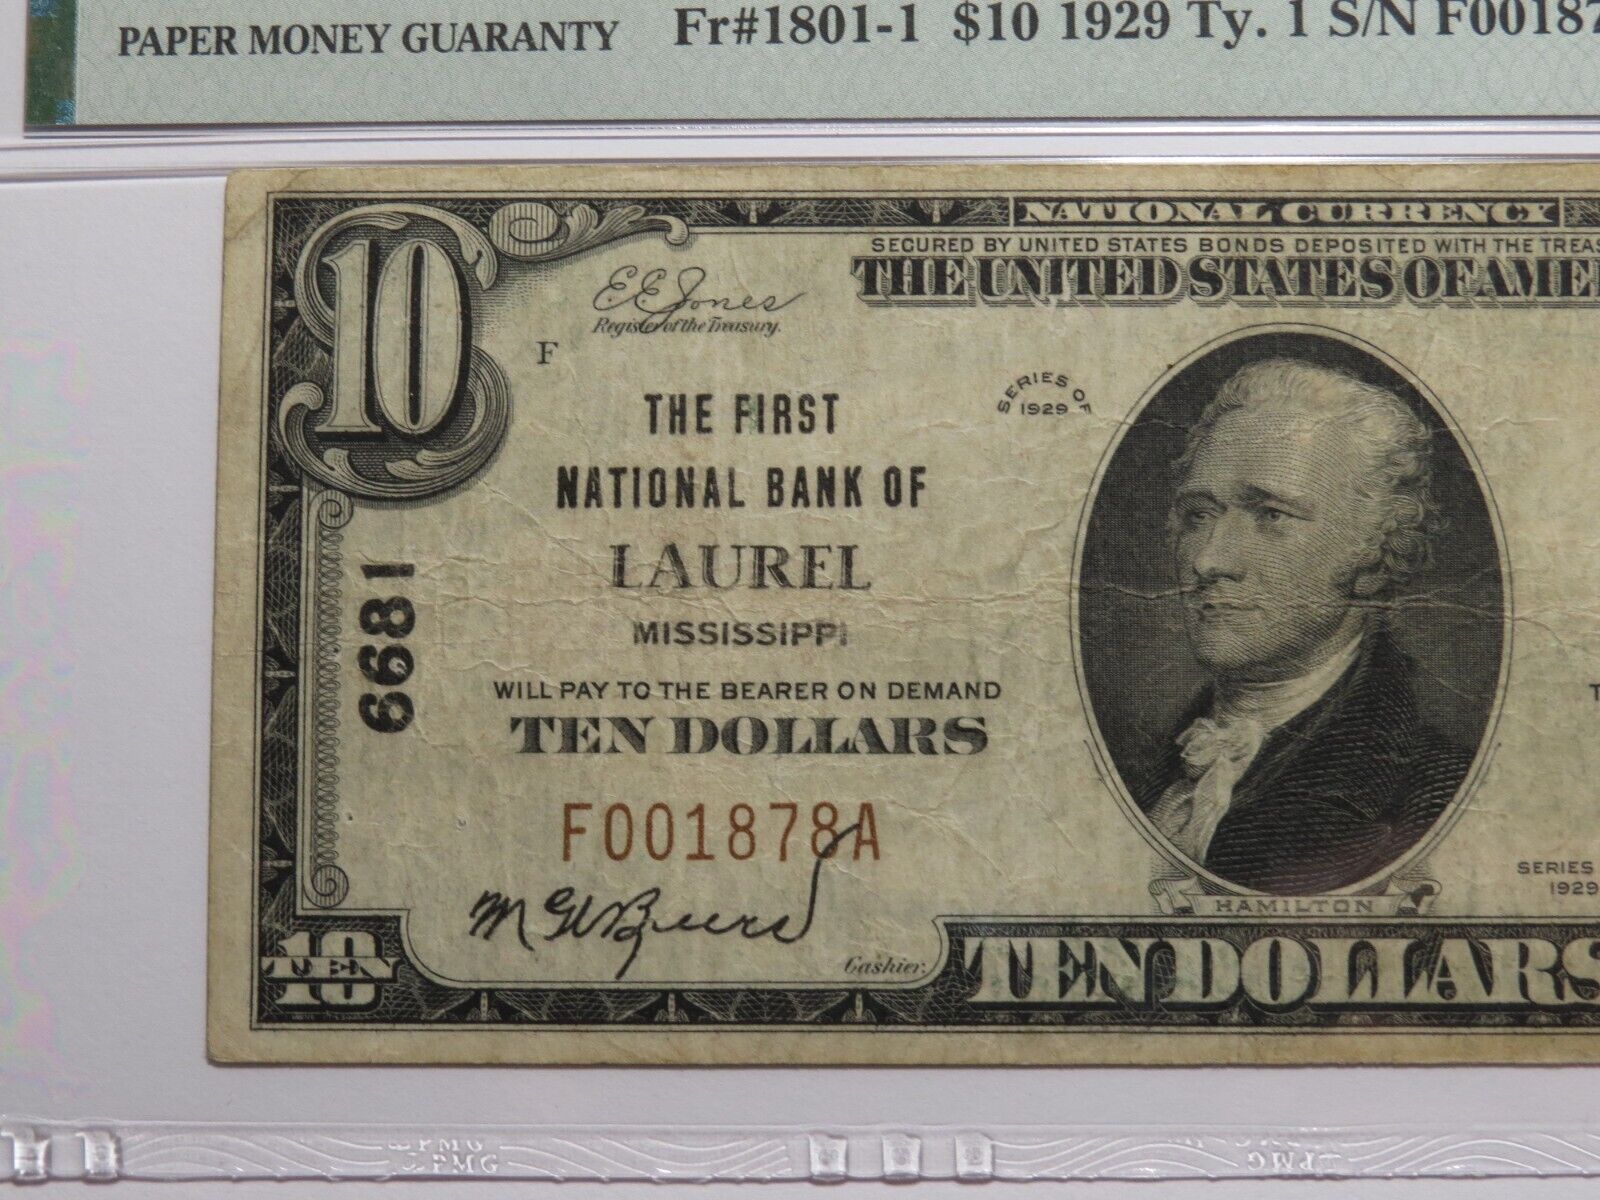 PAPER MONEY GUARANTY
Fr#1801-1 $10 1929 Ty. 1 S/N F00187
NATIONAL CURRENCY
SECURED BY UNITED STATES BONDS DEPOSITED WITH THE TREAS
THE UNITED STATES OF AMER
10
E.E. Jones
Register of the Treasury.
F
SERIES OF
1929
THE FIRST
NATIONAL BANK OF
LAUREL
MISSISSIPPI
6681
WILL PAY TO THE BEARER ON DEMAND
TEN DOLLARS
F001878A
SERIES
1929
HAMILTON
Cashier.
10
TEN
TEN DOLLARS
PMG
PMG
PMG